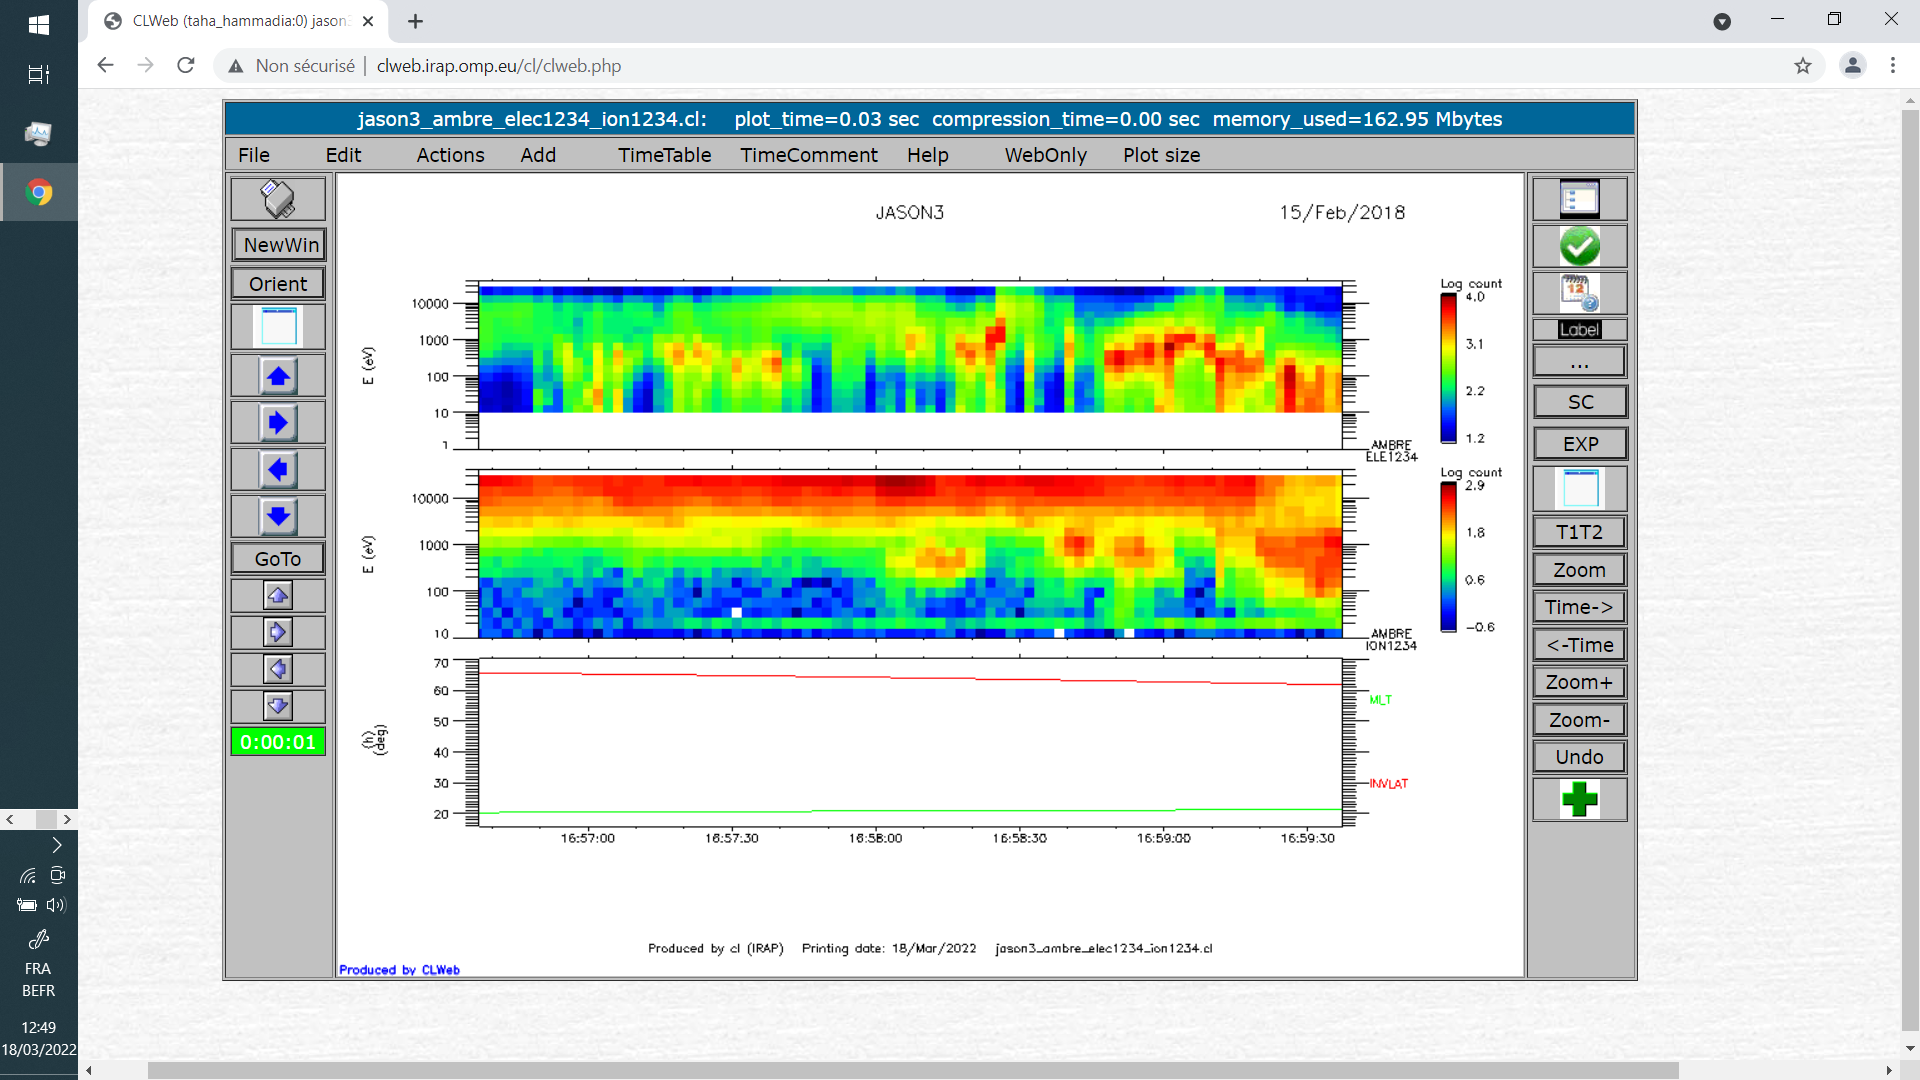 CLWeb (taha_hammadia:0) jason3
Non sécurisé | clweb.irap.omp.eu/cl/clweb.php
jason3_ambre_elec1234_ion1234.cl: plot_time=0.03 sec compression_time=0.00 sec memory_used=162.95 Mbytes
File Edit Actions Add TimeTable TimeComment Help WebOnly Plot size
NewWin
Orient
GoTo
0:00:01
JASON3 15/Feb/2018
E (eV)
10000
1000
100
10
1
AMBRE
ELE1234
Log count
4.0
3.1
2.2
1.2
E (eV)
10000
1000
100
10
AMBRE
ION1234
Log count
2.9
1.8
0.6
-0.6
(h)
(deg)
70
60
50
40
30
20
MLT
INVLAT
16:57:00 16:57:30 16:58:00 16:58:30 16:59:00 16:59:30
Produced by cl (IRAP) Printing date: 18/Mar/2022 jason3_ambre_elec1234_ion1234.cl
Produced by CLWeb
12
Label
...
SC
EXP
T1T2
Zoom
Time->
<-Time
Zoom+
Zoom-
Undo
FRA
BEFR
12:49
18/03/2022